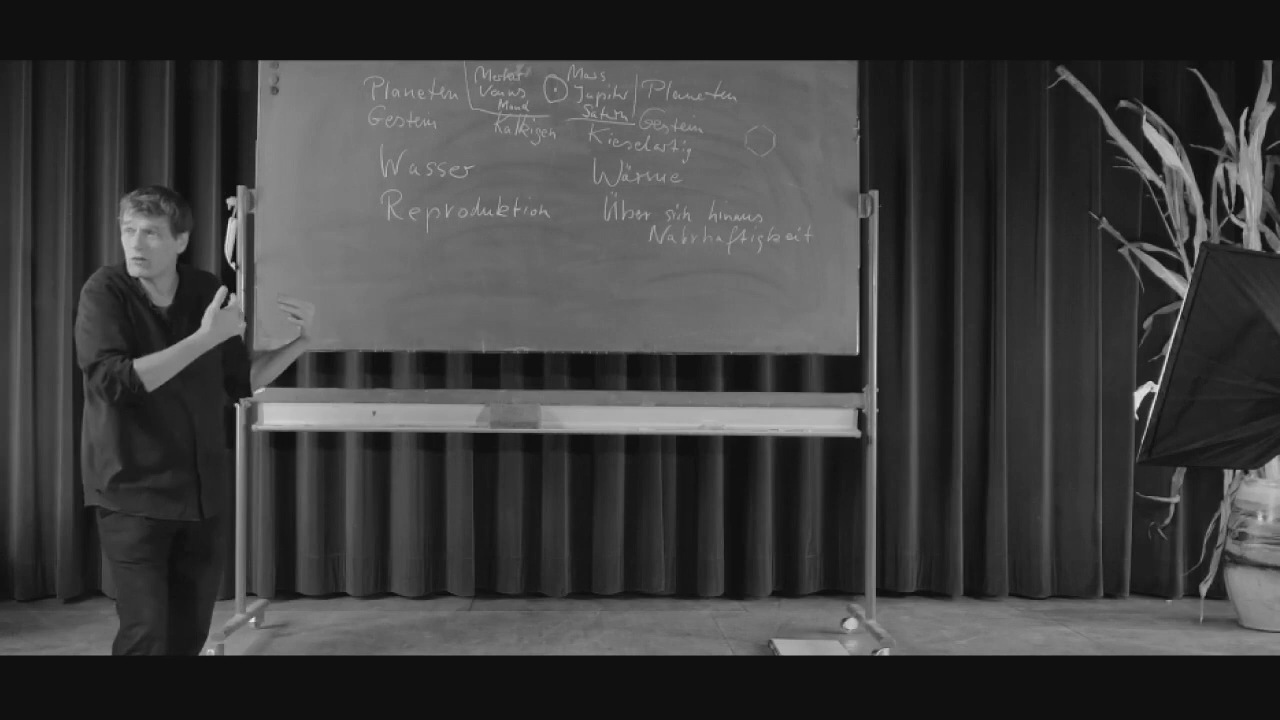 Planeten Merkur Mars Planeten
Venus Jupiter
Mond Saturn
Gestein Kalkigen Kieselartig Gestein
Wasser Wärme
Reproduktion Über sich hinaus
Nahrhaftigkeit